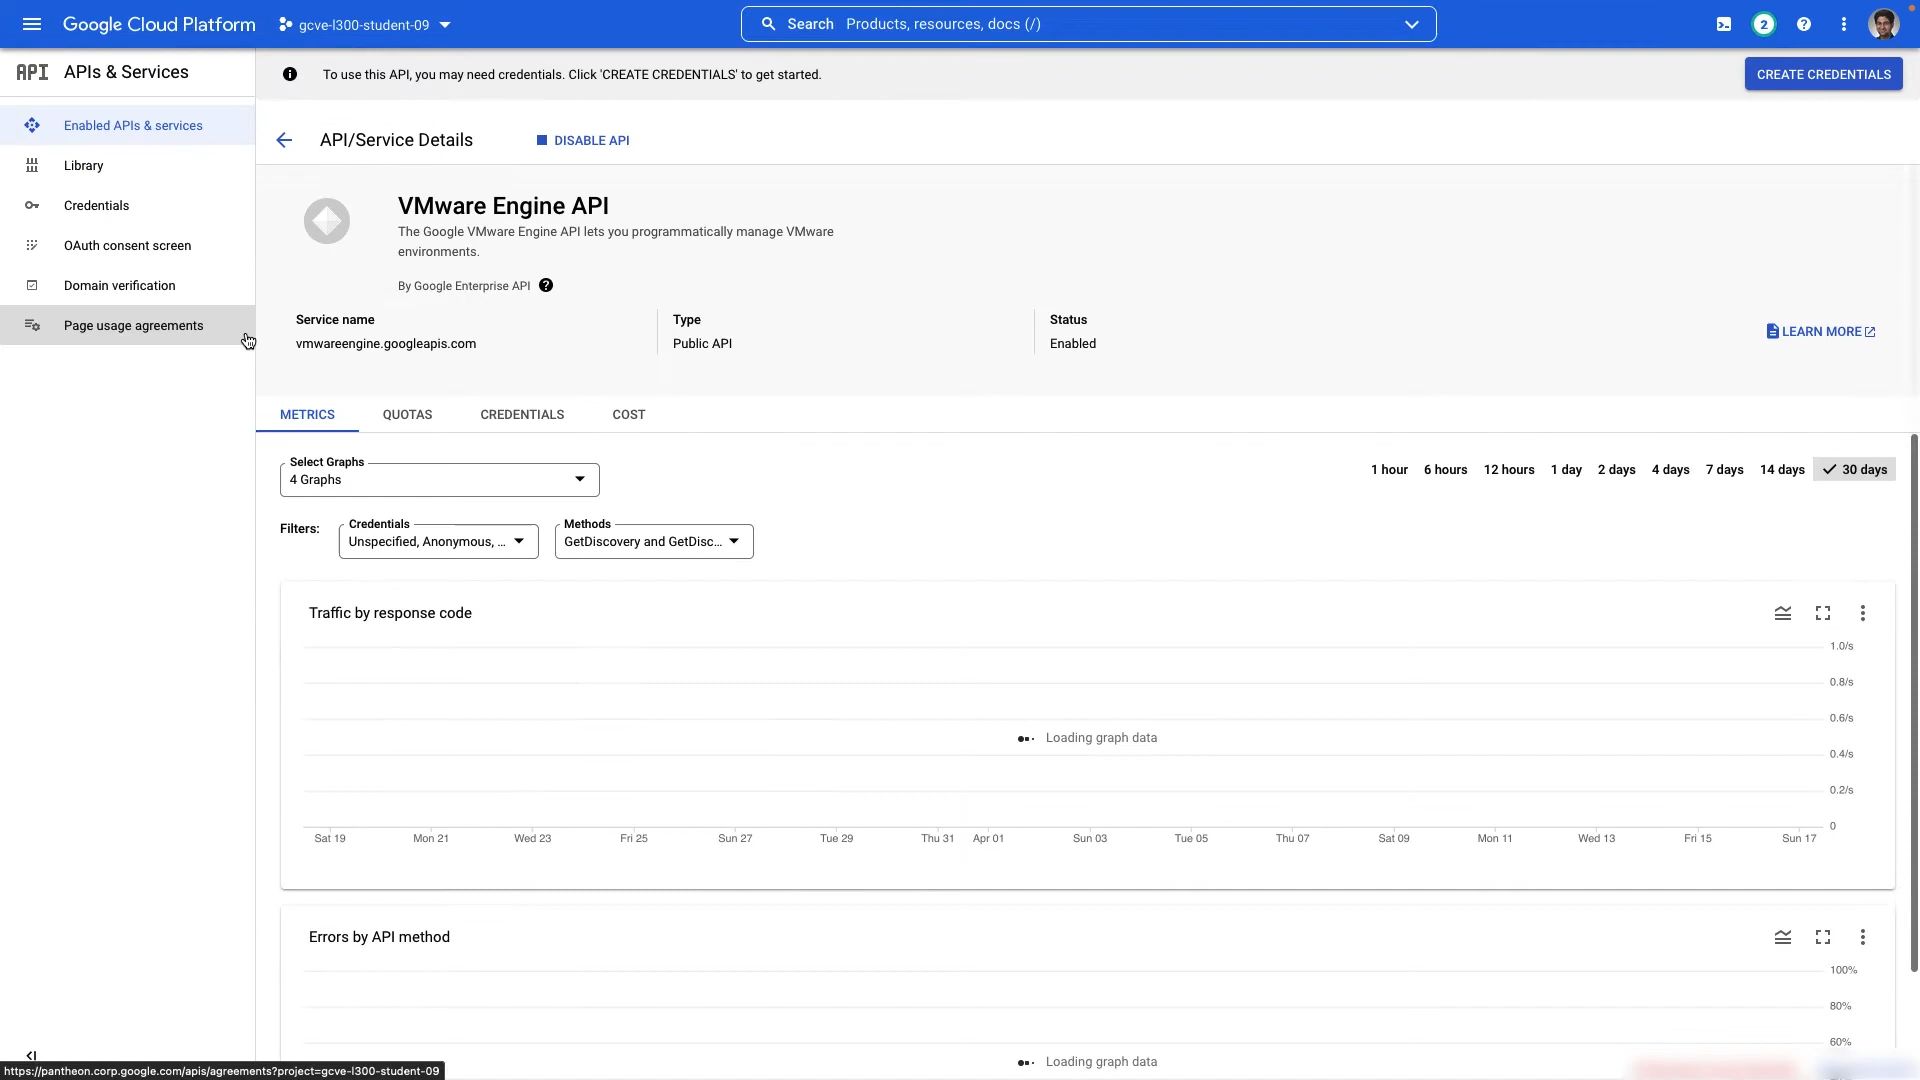 Google Cloud Platform
gcve-l300-student-09
Search Products, resources, docs (/)
2
API APIs & Services
To use this API, you may need credentials. Click 'CREATE CREDENTIALS' to get started.
CREATE CREDENTIALS
Enabled APIs & services
Library
Credentials
OAuth consent screen
Domain verification
Page usage agreements
API/Service Details
DISABLE API
VMware Engine API
The Google VMware Engine API lets you programmatically manage VMware
environments.
By Google Enterprise API
Service name
vmwareengine.googleapis.com
Type
Public API
Status
Enabled
LEARN MORE
METRICS QUOTAS CREDENTIALS COST
Select Graphs
4 Graphs
1 hour 6 hours 12 hours 1 day 2 days 4 days 7 days 14 days 30 days
Filters:
Credentials
Unspecified, Anonymous, ...
Methods
GetDiscovery and GetDisc...
Traffic by response code
1.0/s
0.8/s
0.6/s
Loading graph data
0.4/s
0.2/s
0
Sat 19 Mon 21 Wed 23 Fri 25 Sun 27 Tue 29 Thu 31 Apr 01 Sun 03 Tue 05 Thu 07 Sat 09 Mon 11 Wed 13 Fri 15 Sun 17
Errors by API method
100%
80%
60%
Loading graph data
https://pantheon.corp.google.com/apis/agreements?project=gcve-l300-student-09